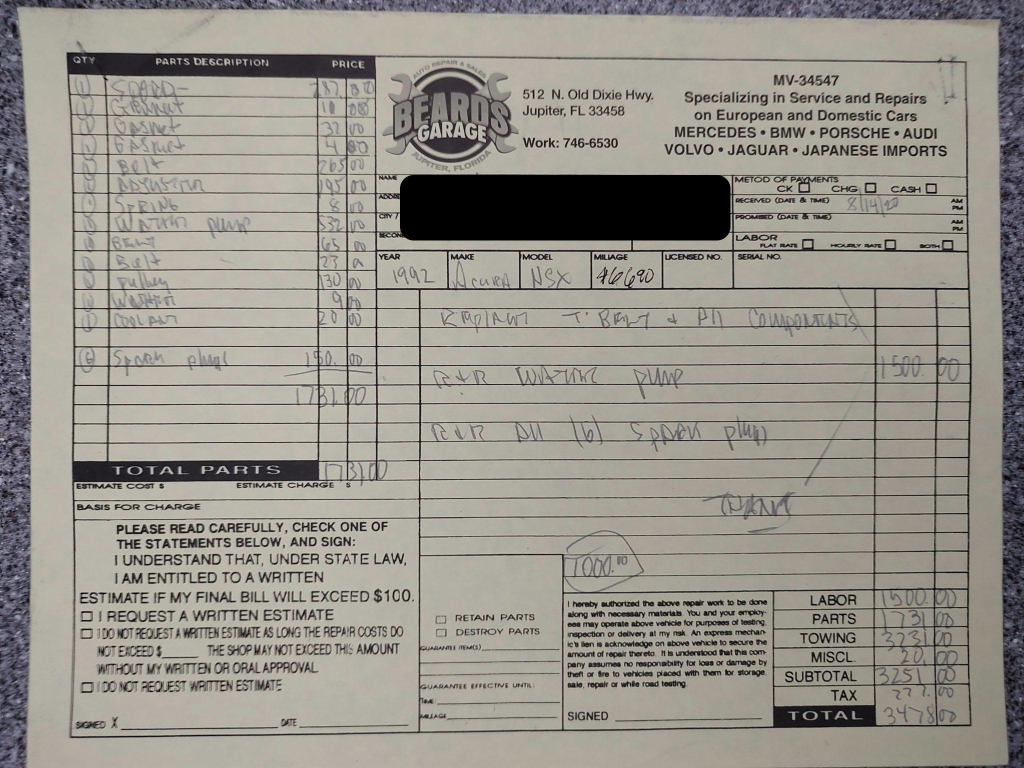 QTY PARTS DESCRIPTION PRICE
(1) 287 00
(1) 10 00
(1) Gasket 32 00
(1) Gasket 4 00
(1) Belt 265 00
(1) 195 00
(1) Spring 8 00
(1) Water pump 532 00
(1) Belt 65 00
(1) Belt 23 00
(1) pulley 130 00
(1) 9 00
(1) Coolant 20 00
(6) Spark plugs 150.00
1731.00
TOTAL PARTS 1731 00
ESTIMATE COST $ ESTIMATE CHARGE $
BASIS FOR CHARGE
PLEASE READ CAREFULLY, CHECK ONE OF
THE STATEMENTS BELOW, AND SIGN:
I UNDERSTAND THAT, UNDER STATE LAW,
I AM ENTITLED TO A WRITTEN
ESTIMATE IF MY FINAL BILL WILL EXCEED $100.
I REQUEST A WRITTEN ESTIMATE
I DO NOT REQUEST A WRITTEN ESTIMATE AS LONG THE REPAIR COSTS DO
NOT EXCEED $ THE SHOP MAY NOT EXCEED THIS AMOUNT
WITHOUT MY WRITTEN OR ORAL APPROVAL
I DO NOT REQUEST WRITTEN ESTIMATE
SIGNED X DATE
AUTO REPAIR & SALES
BEARD'S
GARAGE
JUPITER, FLORIDA
512 N. Old Dixie Hwy.
Jupiter, FL 33458
Work: 746-6530
MV-34547
Specializing in Service and Repairs
on European and Domestic Cars
MERCEDES • BMW • PORSCHE • AUDI
VOLVO • JAGUAR • JAPANESE IMPORTS
NAME
ADDRE
CITY /
SECON
METOD OF PAYMENTS
CK CHG CASH
RECEIVED (DATE & TIME) 8/14/20 AM
PM
PROMISED (DATE & TIME) AM
PM
LABOR
FLAT RATE HOURLY RATE BOTH
YEAR MAKE MODEL MILIAGE LICENSED NO. SERIAL NO.
1992 Acura NSX 46690
T. Belt & All Components
R&R Water pump 1500.00
R&R All (6) Spark plugs
1000.00
RETAIN PARTS
DESTROY PARTS
GUARANTEE ITEM(S)
GUARANTEE EFFECTIVE UNTIL:
TIME
MILEAGE
I hereby authorized the above repair work to be done
along with necessary materials. You and your employ-
ees may operate above vehicle for purposes of testing,
inspection or delivery at my risk. An express mechan-
ic's lien is acknowledge on above vehicle to secure the
amount of repair thereto. It is understood that this com-
pany assumes no responsibility for loss or damage by
theft or fire to vehicles placed with them for storage,
sale, repair or while road testing.
SIGNED
LABOR 1500.00
PARTS 1731 00
TOWING 3231 00
MISCL. 20.00
SUBTOTAL 3251 00
TAX 227.00
TOTAL 3478 00